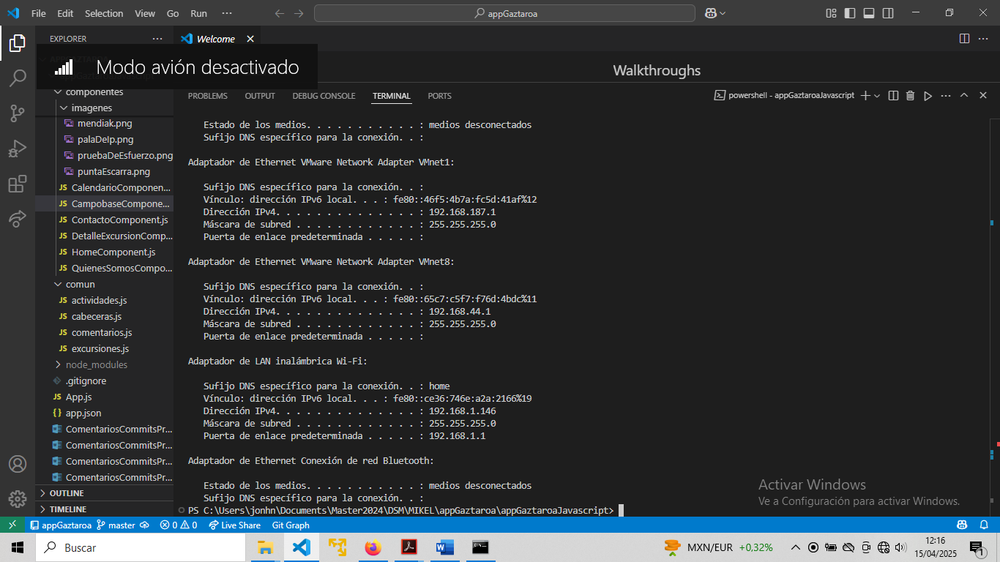 File Edit Selection View Go Run ···
appGaztaroa
EXPLORER ···
Welcome
Modo avión desactivado
Walkthroughs
componentes
imagenes
mendiak.png
palaDeIp.png
pruebaDeEsfuerzo.png
puntaEscarra.png
JS CalendarioComponen...
JS CampobaseCompone...
JS ContactoComponent.js
JS DetalleExcursionComp...
JS HomeComponent.js
JS QuienesSomosCompo...
comun
JS actividades.js
JS cabeceras.js
JS comentarios.js
JS excursiones.js
node_modules
.gitignore
JS App.js
{} app.json
ComentariosCommitsPr...
ComentariosCommitsPr...
ComentariosCommitsPr...
ComentariosCommitsPr...
OUTLINE
TIMELINE
PROBLEMS OUTPUT DEBUG CONSOLE TERMINAL PORTS
powershell - appGaztaroaJavascript
Estado de los medios. . . . . . . . . . . : medios desconectados
Sufijo DNS específico para la conexión. . :
Adaptador de Ethernet VMware Network Adapter VMnet1:
Sufijo DNS específico para la conexión. . :
Vínculo: dirección IPv6 local. . . : fe80::46f5:4b7a:fc5d:41af%12
Dirección IPv4. . . . . . . . . . . . . . : 192.168.187.1
Máscara de subred . . . . . . . . . . . . : 255.255.255.0
Puerta de enlace predeterminada . . . . . :
Adaptador de Ethernet VMware Network Adapter VMnet8:
Sufijo DNS específico para la conexión. . :
Vínculo: dirección IPv6 local. . . : fe80::65c7:c5f7:f76d:4bdc%11
Dirección IPv4. . . . . . . . . . . . . . : 192.168.44.1
Máscara de subred . . . . . . . . . . . . : 255.255.255.0
Puerta de enlace predeterminada . . . . . :
Adaptador de LAN inalámbrica Wi-Fi:
Sufijo DNS específico para la conexión. . : home
Vínculo: dirección IPv6 local. . . : fe80::ce36:746e:a2a:2166%19
Dirección IPv4. . . . . . . . . . . . . . : 192.168.1.146
Máscara de subred . . . . . . . . . . . . : 255.255.255.0
Puerta de enlace predeterminada . . . . . : 192.168.1.1
Adaptador de Ethernet Conexión de red Bluetooth:
Estado de los medios. . . . . . . . . . . : medios desconectados
Sufijo DNS específico para la conexión. . :
PS C:\Users\jonhn\Documents\Master2024\DSM\MIKEL\appGaztaroa\appGaztaroaJavascript>
Activar Windows
Ve a Configuración para activar Windows.
appGaztaroa master 0 0 Live Share Git Graph
Buscar
MXN/EUR +0,32%
12:16
15/04/2025
1